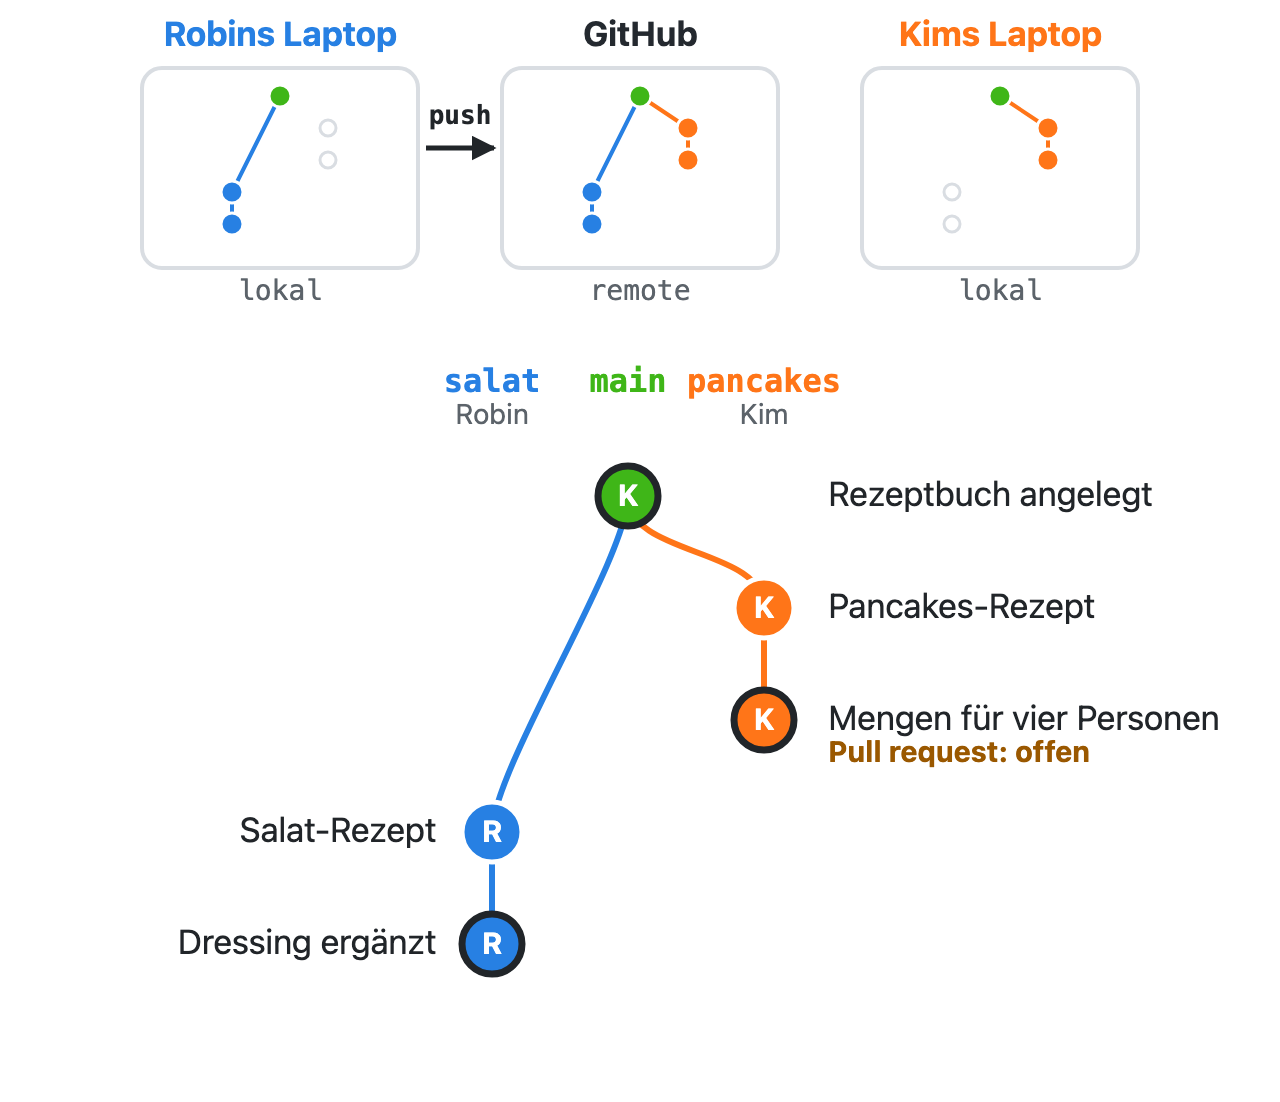 Robins Laptop
GitHub
Kims Laptop
push
lokal
remote
lokal
salat main pancakes
Robin Kim
K Rezeptbuch angelegt
K Pancakes-Rezept
K Mengen für vier Personen
Pull request: offen
Salat-Rezept R
Dressing ergänzt R